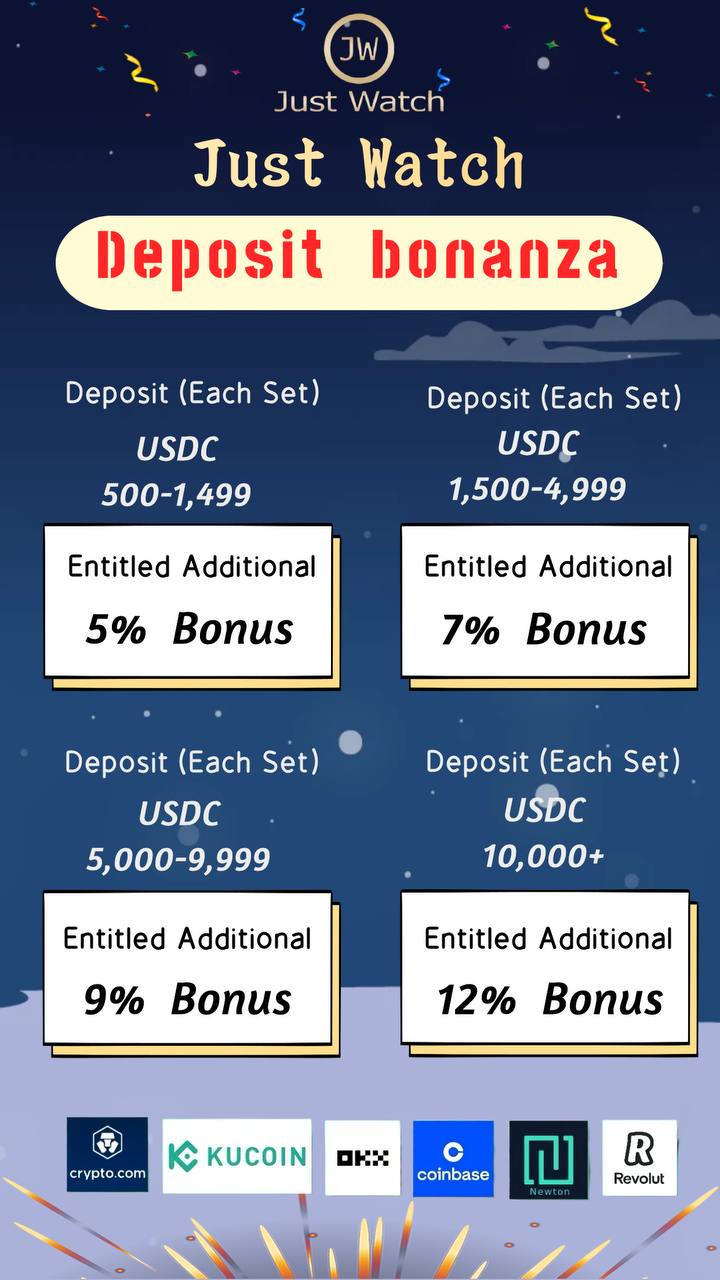 JW
Just Watch
Just Watch
Deposit bonanza
Deposit (Each Set)
USDC
500-1,499
Entitled Additional
5% Bonus
Deposit (Each Set)
USDC
1,500-4,999
Entitled Additional
7% Bonus
Deposit (Each Set)
USDC
5,000-9,999
Entitled Additional
9% Bonus
Deposit (Each Set)
USDC
10,000+
Entitled Additional
12% Bonus
crypto.com
KUCOIN
OKX
coinbase
Newton
R
Revolut